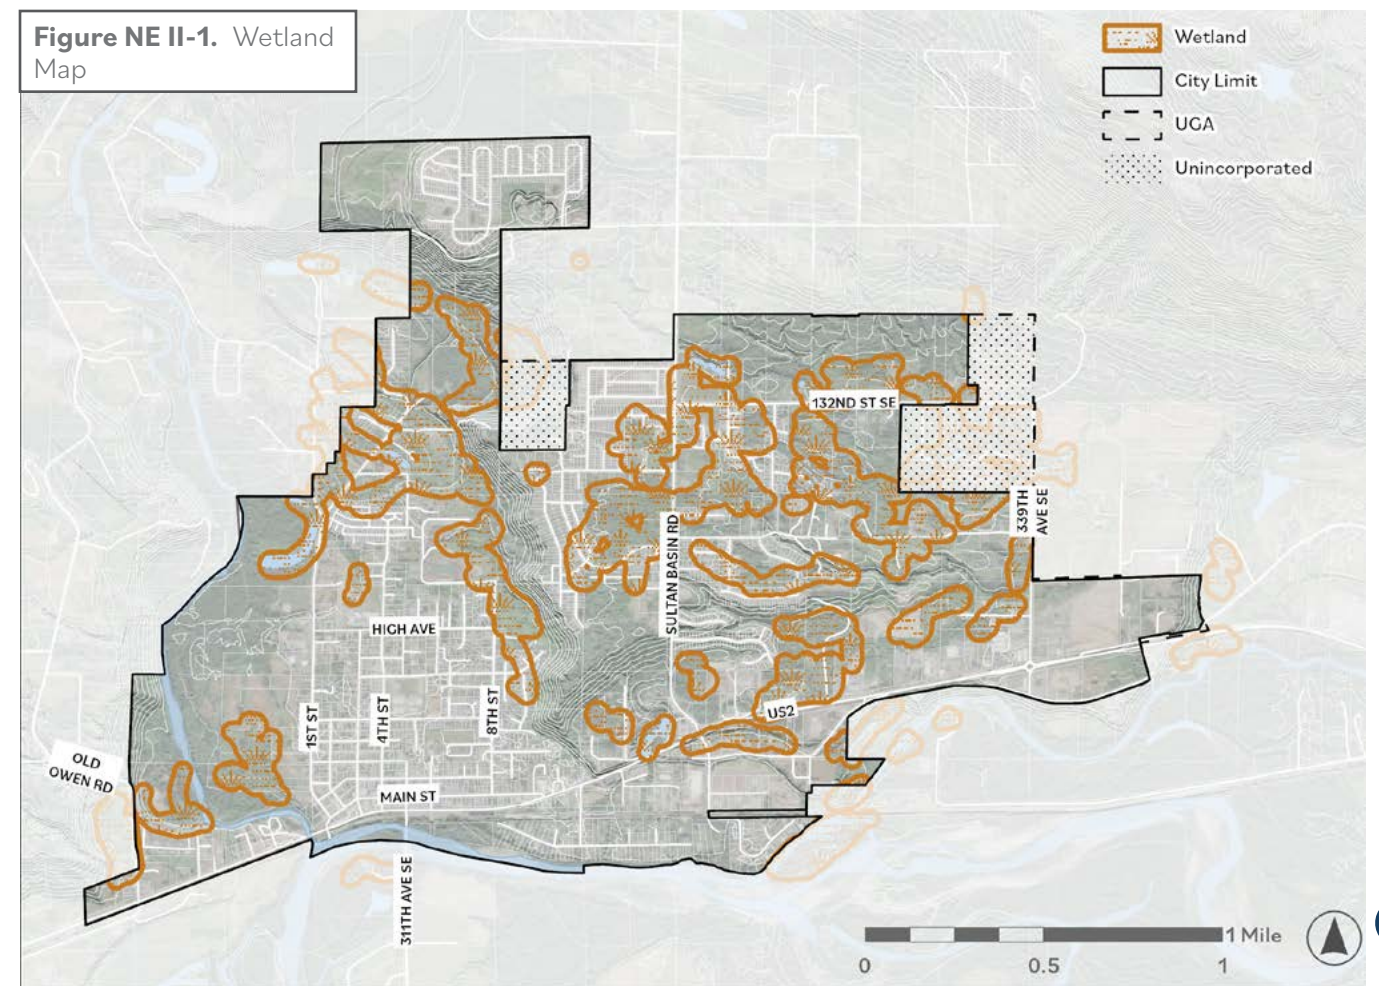 Figure NE II-1. Wetland
Map
Wetland
City Limit
UGA
Unincorporated
132ND ST SE
339TH
AVE SE
SULTAN BASIN RD
HIGH AVE
1ST ST
4TH ST
8TH ST
US2
OLD
OWEN RD
MAIN ST
311TH AVE SE
1 Mile
0
0.5
1